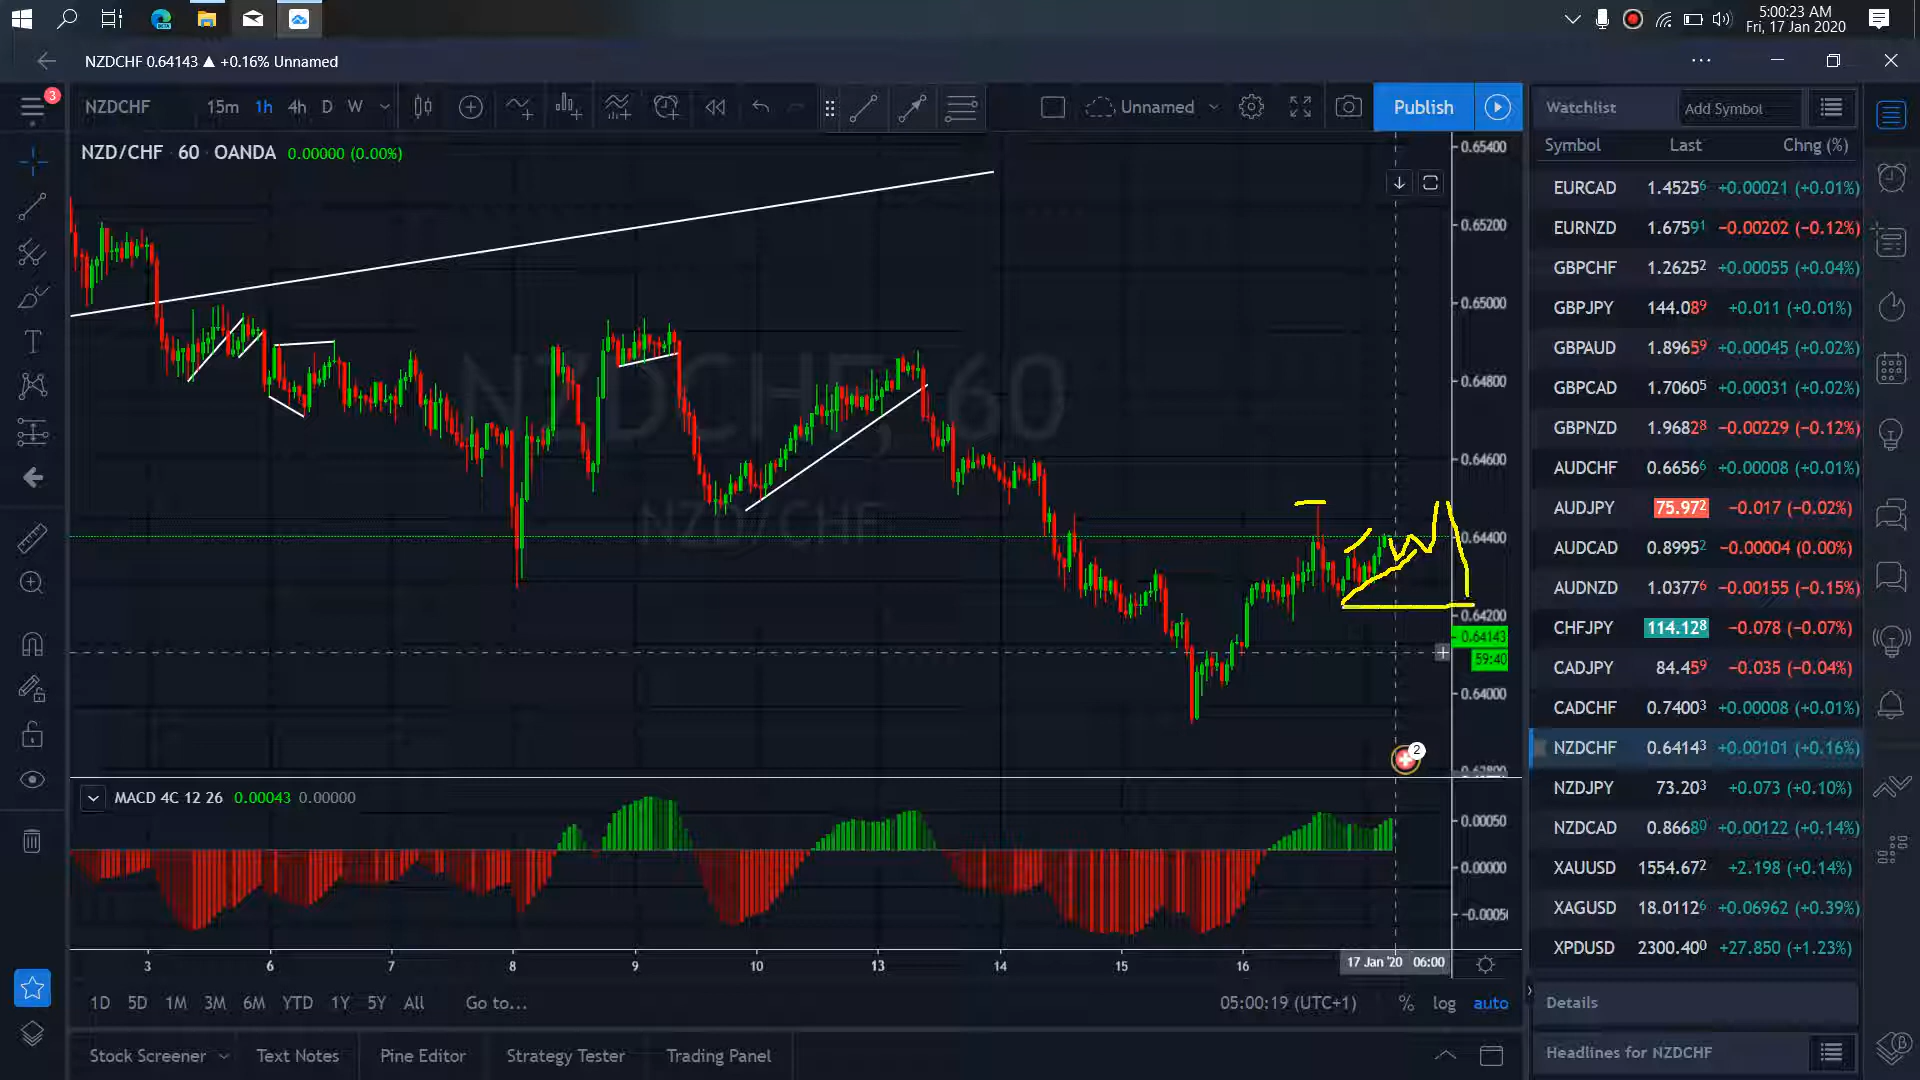 5:00:23 AM
Fri, 17 Jan 2020
NZDCHF 0.64143 ▲ +0.16% Unnamed
3
NZDCHF 15m 1h 4h D W
Unnamed
Publish
NZD/CHF · 60 · OANDA 0.00000 (0.00%)
NZDCHF, 60
NZD/CHF
0.65400
0.65200
0.65000
0.64800
0.64600
0.64400
0.64200
0.64143
59:40
0.64000
0.63800
2
MACD 4C 12 26 0.00043 0.00000
0.00050
0.00000
−0.00050
3 6 7 8 9 10 13 14 15 16
17 Jan '20 06:00
1D 5D 1M 3M 6M YTD 1Y 5Y All Go to...
05:00:19 (UTC+1) % log auto
Stock Screener Text Notes Pine Editor Strategy Tester Trading Panel
Watchlist Add Symbol
Symbol Last Chng (%)
EURCAD 1.45256 +0.00021 (+0.01%)
EURNZD 1.67591 −0.00202 (−0.12%)
GBPCHF 1.26252 +0.00055 (+0.04%)
GBPJPY 144.089 +0.011 (+0.01%)
GBPAUD 1.89659 +0.00045 (+0.02%)
GBPCAD 1.70605 +0.00031 (+0.02%)
GBPNZD 1.96828 −0.00229 (−0.12%)
AUDCHF 0.66566 +0.00008 (+0.01%)
AUDJPY 75.972 −0.017 (−0.02%)
AUDCAD 0.89952 −0.00004 (0.00%)
AUDNZD 1.03776 −0.00155 (−0.15%)
CHFJPY 114.128 −0.078 (−0.07%)
CADJPY 84.459 −0.035 (−0.04%)
CADCHF 0.74003 +0.00008 (+0.01%)
NZDCHF 0.64143 +0.00101 (+0.16%)
NZDJPY 73.203 +0.073 (+0.10%)
NZDCAD 0.86680 +0.00122 (+0.14%)
XAUUSD 1554.672 +2.198 (+0.14%)
XAGUSD 18.01126 +0.06962 (+0.39%)
XPDUSD 2300.400 +27.850 (+1.23%)
Details
Headlines for NZDCHF